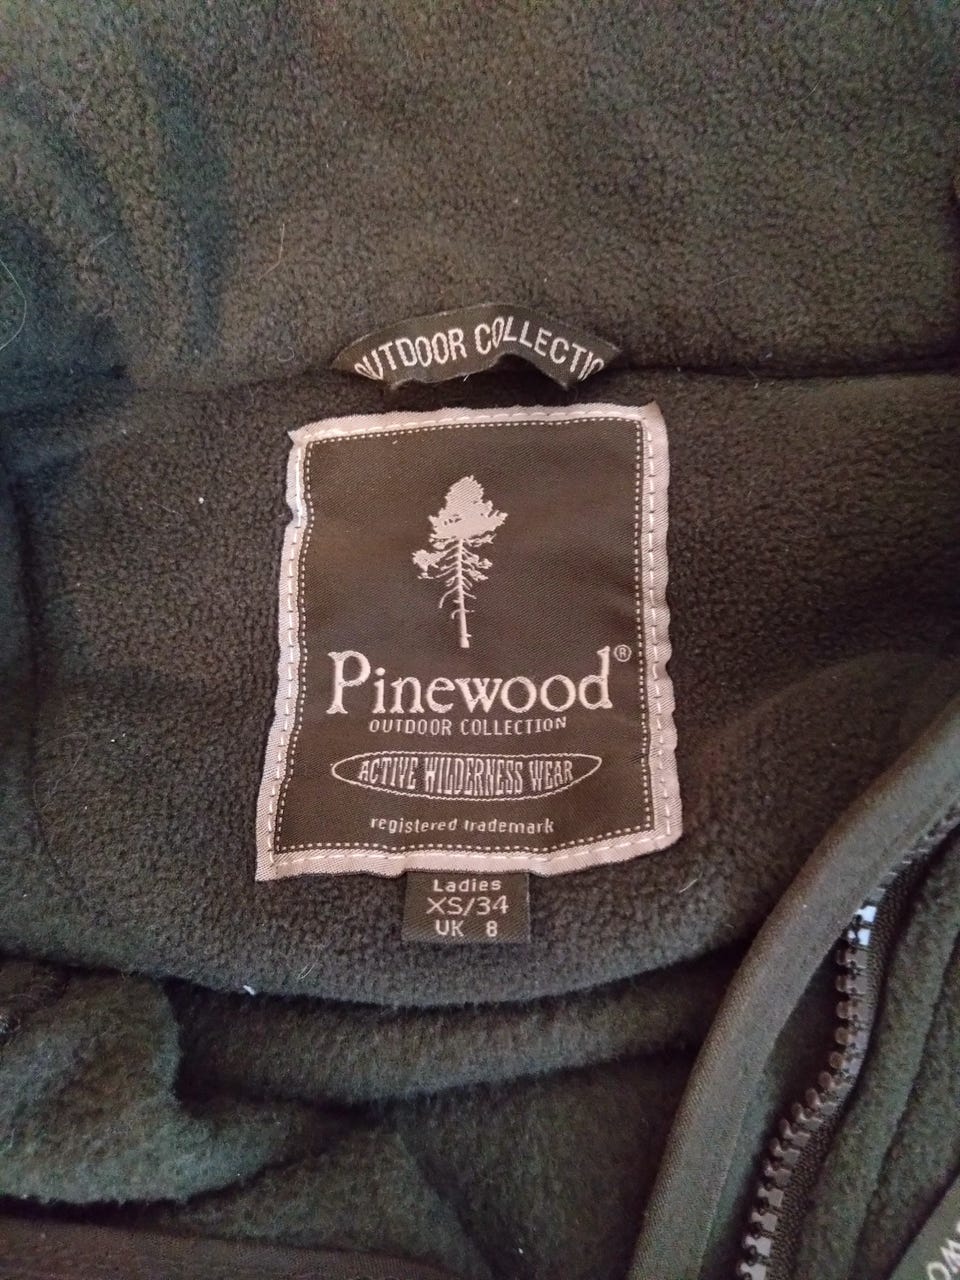 OUTDOOR COLLECTIO
Pinewood®
OUTDOOR COLLECTION
ACTIVE WILDERNESS WEAR
registered trademark
Ladies
XS/34
UK 8